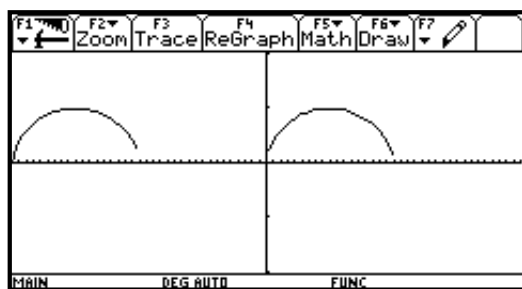 F1 F2 F3 F4 F5 F6 F7
Zoom Trace ReGraph Math Draw
MAIN DEG AUTO FUNC